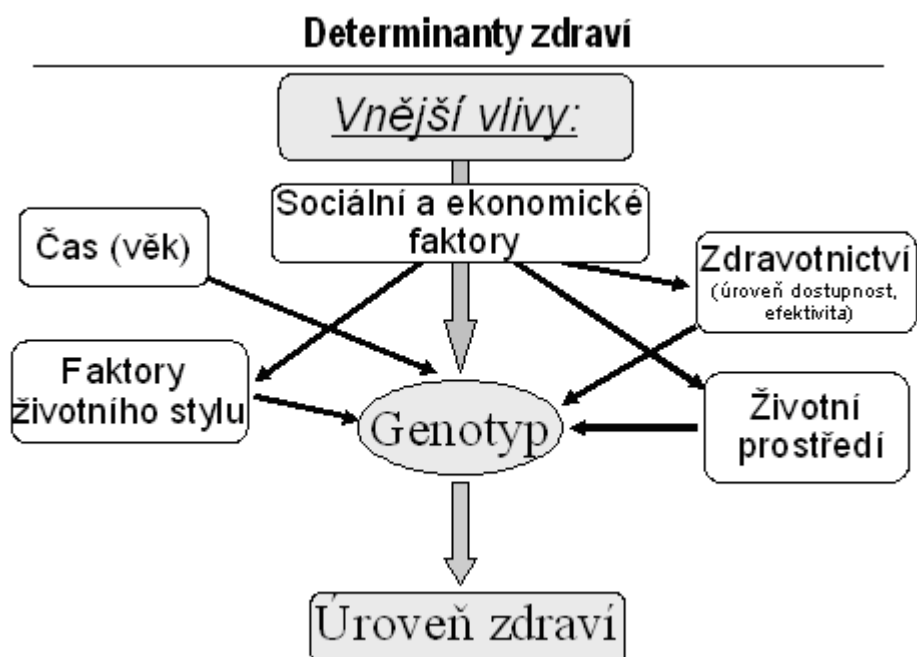 Determinanty zdraví
Vnější vlivy:
Sociální a ekonomické
faktory
Čas (věk)
Zdravotnictví
(úroveň dostupnost,
efektivita)
Faktory
životního stylu
Genotyp
Životní
prostředí
Úroveň zdraví